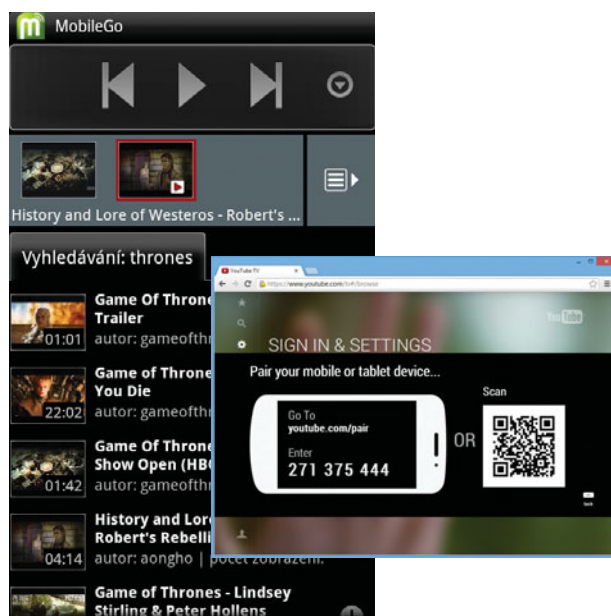 MobileGo
History and Lore of Westeros - Robert's ...
Vyhledávání: thrones
Game Of Throne
Trailer
01:01
autor: gameofthr
Game of Throne
You Die
22:02
autor: gameofthr
Game Of Throne
Show Open (HBO
01:42
autor: gameofthr
History and Lor
Robert's Rebelli
04:14
autor: aongho | počet zobrazení:
Game of Thrones - Lindsey
Stirling & Peter Hollens
YouTube TV
https://www.youtube.com/tv#/browse
YouTube
SIGN IN & SETTINGS
Pair your mobile or tablet device...
Go To
youtube.com/pair
Enter
271 375 444
OR
Scan